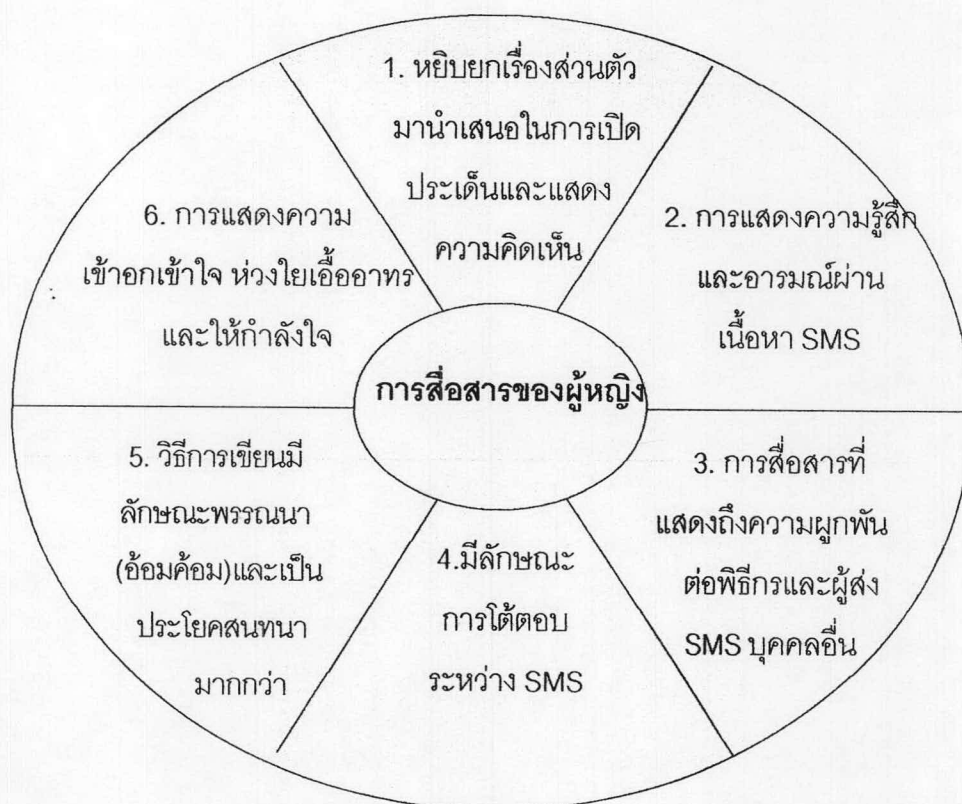 1. หยิบยกเรื่องส่วนตัว
มานำเสนอในการเปิด
ประเด็นและแสดง
ความคิดเห็น
2. การแสดงความรู้สึก
และอารมณ์ผ่าน
เนื้อหา SMS
3. การสื่อสารที่
แสดงถึงความผูกพัน
ต่อพิธีกรและผู้ส่ง
SMS บุคคลอื่น
4.มีลักษณะ
การโต้ตอบ
ระหว่าง SMS
5. วิธีการเขียนมี
ลักษณะพรรณนา
(อ้อมค้อม)และเป็น
ประโยคสนทนา
มากกว่า
6. การแสดงความ
เข้าอกเข้าใจ ห่วงใยเอื้ออาทร
และให้กำลังใจ
การสื่อสารของผู้หญิง